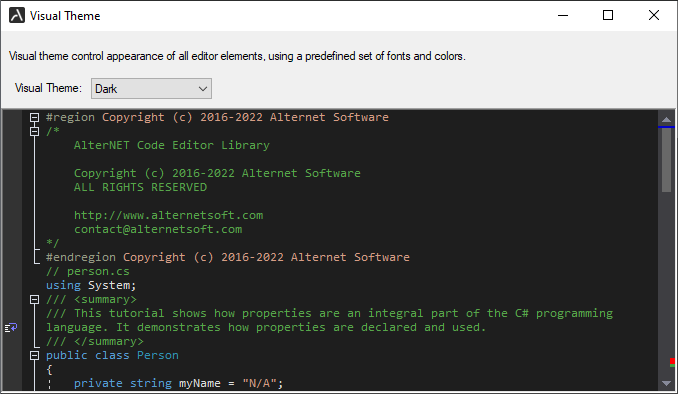 Visual Theme
Visual theme control appearance of all editor elements, using a predefined set of fonts and colors.
Visual Theme: Dark
#region Copyright (c) 2016-2022 Alternet Software
/*
AlterNET Code Editor Library
Copyright (c) 2016-2022 Alternet Software
ALL RIGHTS RESERVED
http://www.alternetsoft.com
contact@alternetsoft.com
*/
#endregion Copyright (c) 2016-2022 Alternet Software
// person.cs
using System;
/// <summary>
/// This tutorial shows how properties are an integral part of the C# programming
language. It demonstrates how properties are declared and used.
/// </summary>
public class Person
{
private string myName = "N/A";